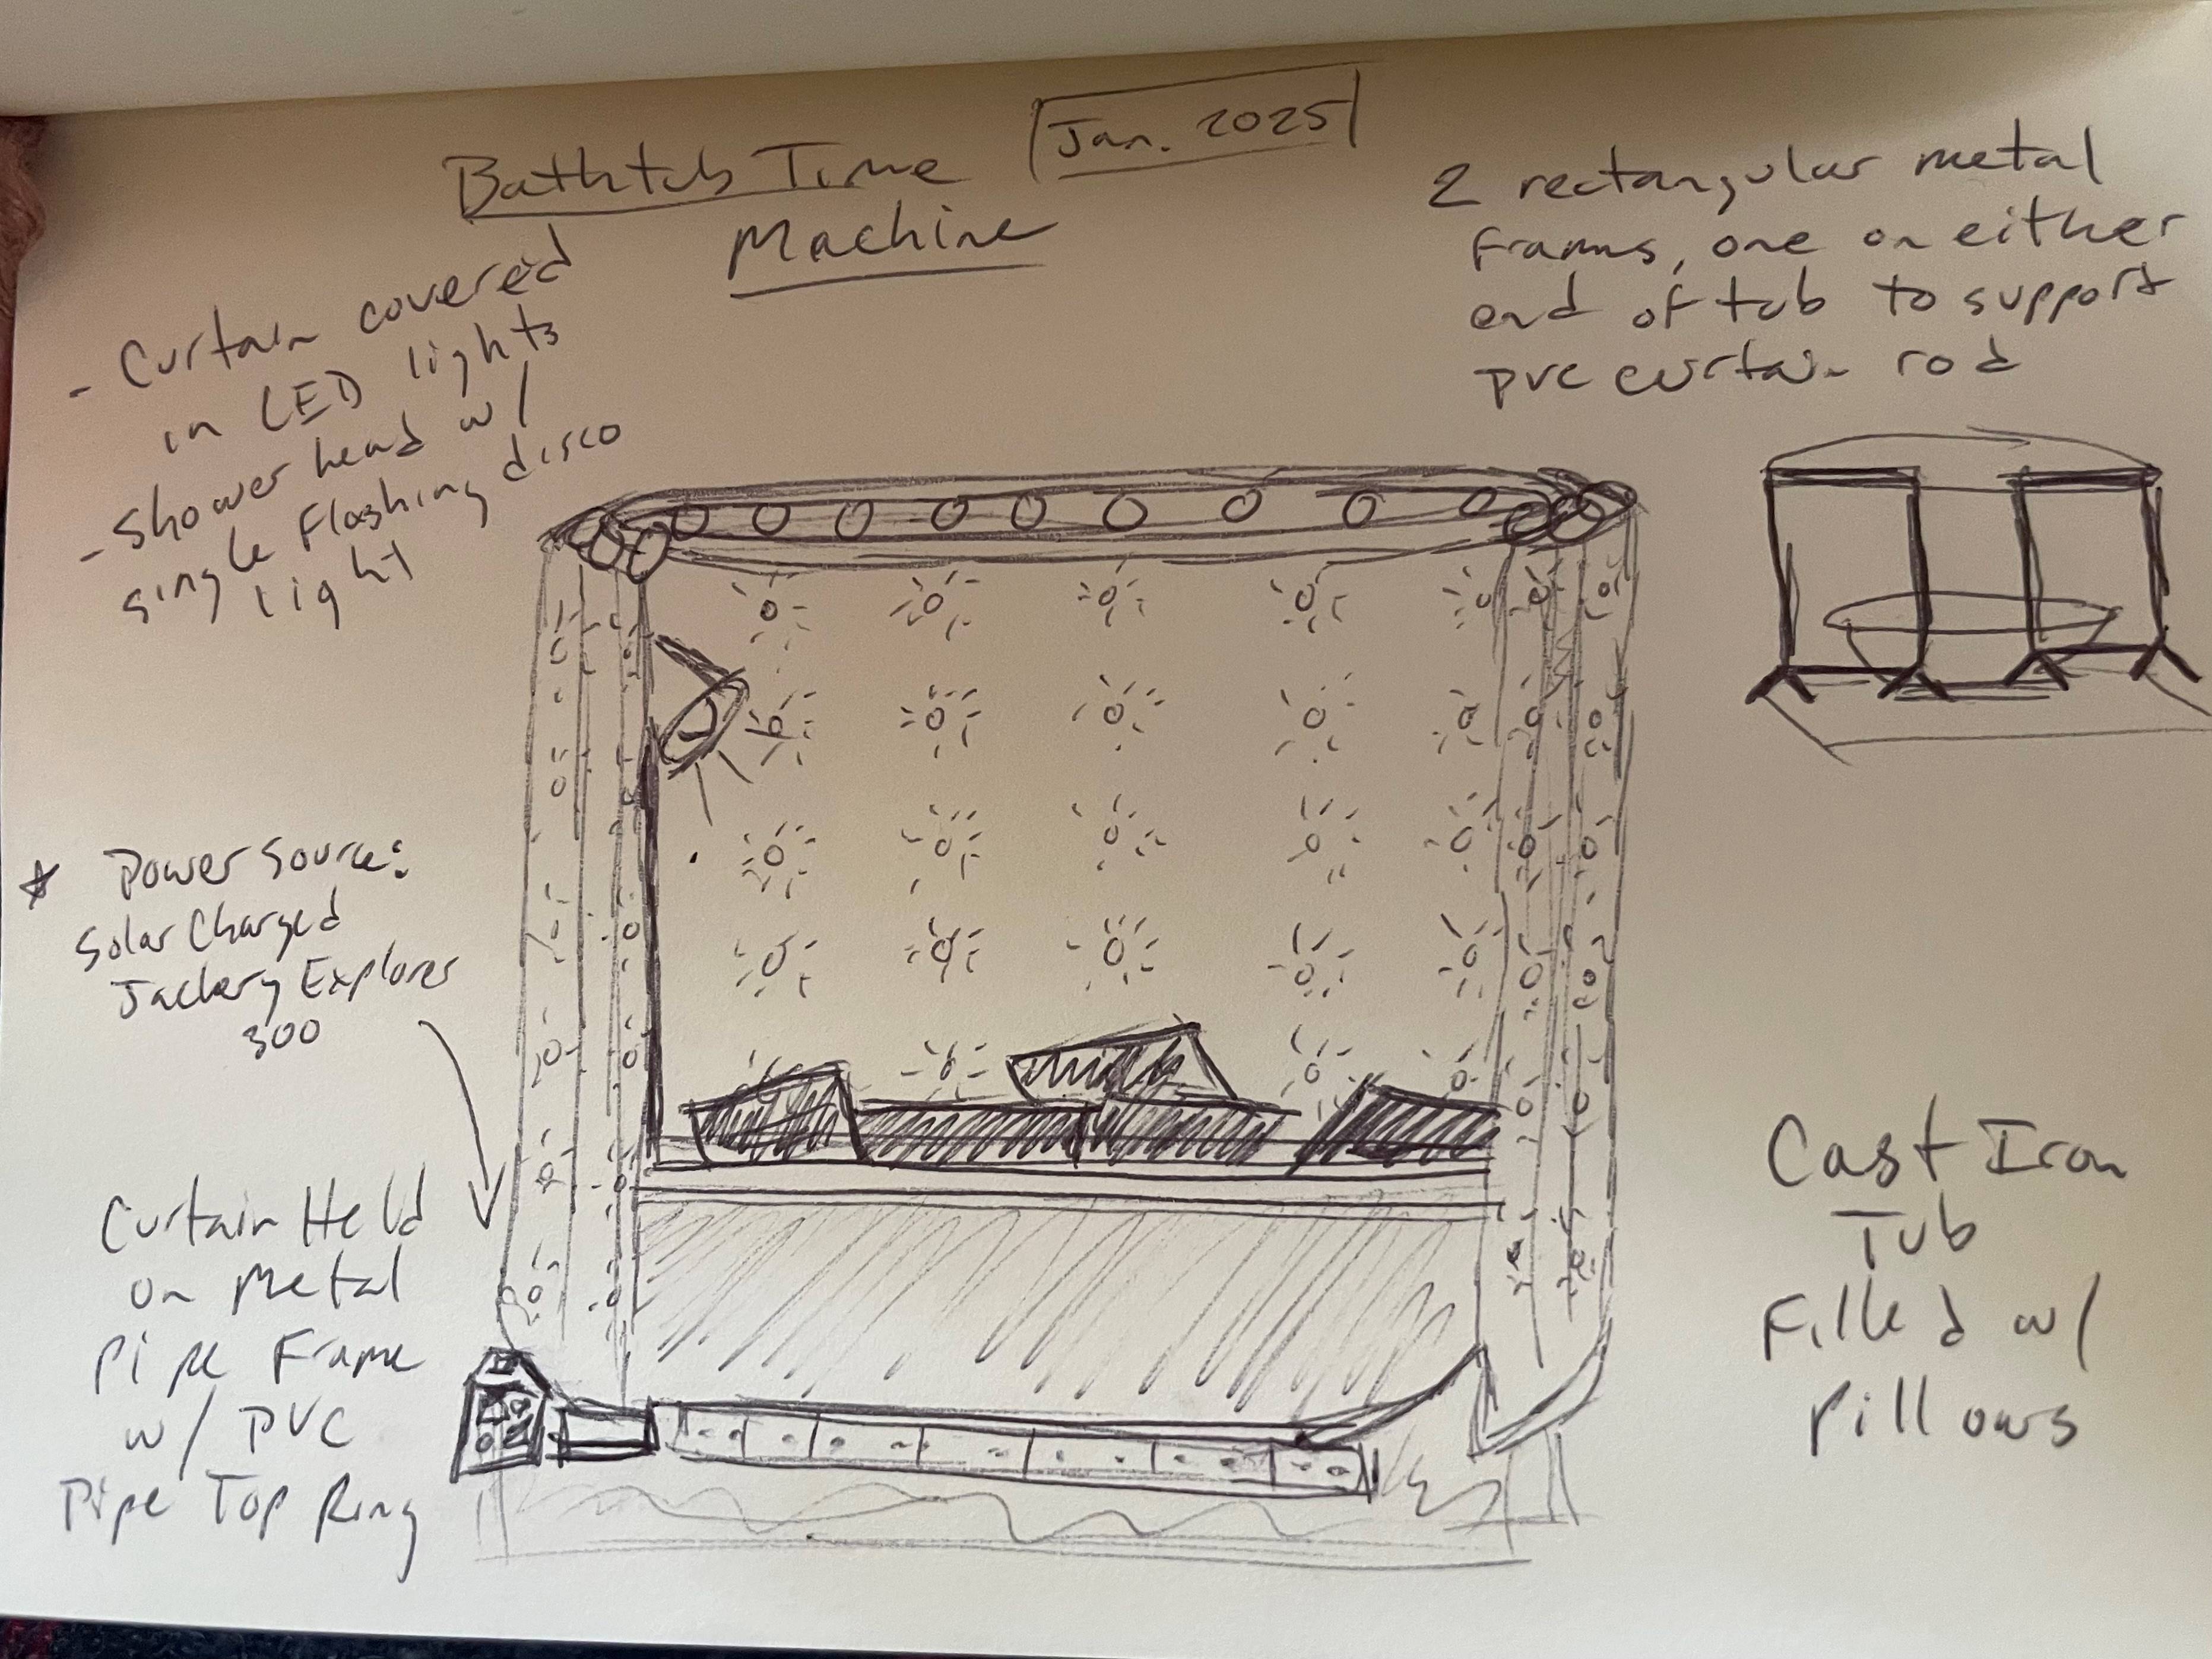 Bathtub Time
Machine
Jan. 2025
- Curtain covered
in LED lights
- Shower head w/
single flashing disco
light
2 rectangular metal
frames, one on either
end of tub to support
PVC curtain rod
* Power Source:
Solar Charged
Jackery Explorer
300
Curtain Held
on Metal
Pipe Frame
w/ PVC
Pipe Top Ring
Cast Iron
Tub
Filled w/
Pillows